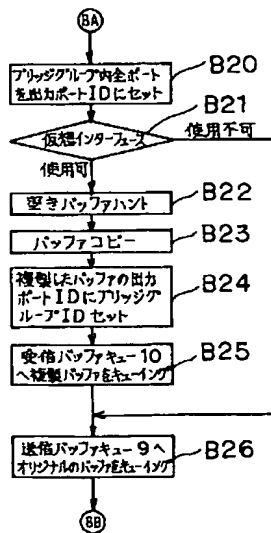 8A
ブリッジグループ内全ポート
を出力ポートIDにセット
B20
B21
仮想インターフェース
使用不可
使用可
空きバッファハント
B22
バッファコピー
B23
複製したバッファの出力
ポートIDにブリッジグ
ループIDセット
B24
受信バッファキュー10
へ複製バッファをキューイング
B25
送信バッファキュー9へ
オリジナルのバッファをキューイング
B26
8B